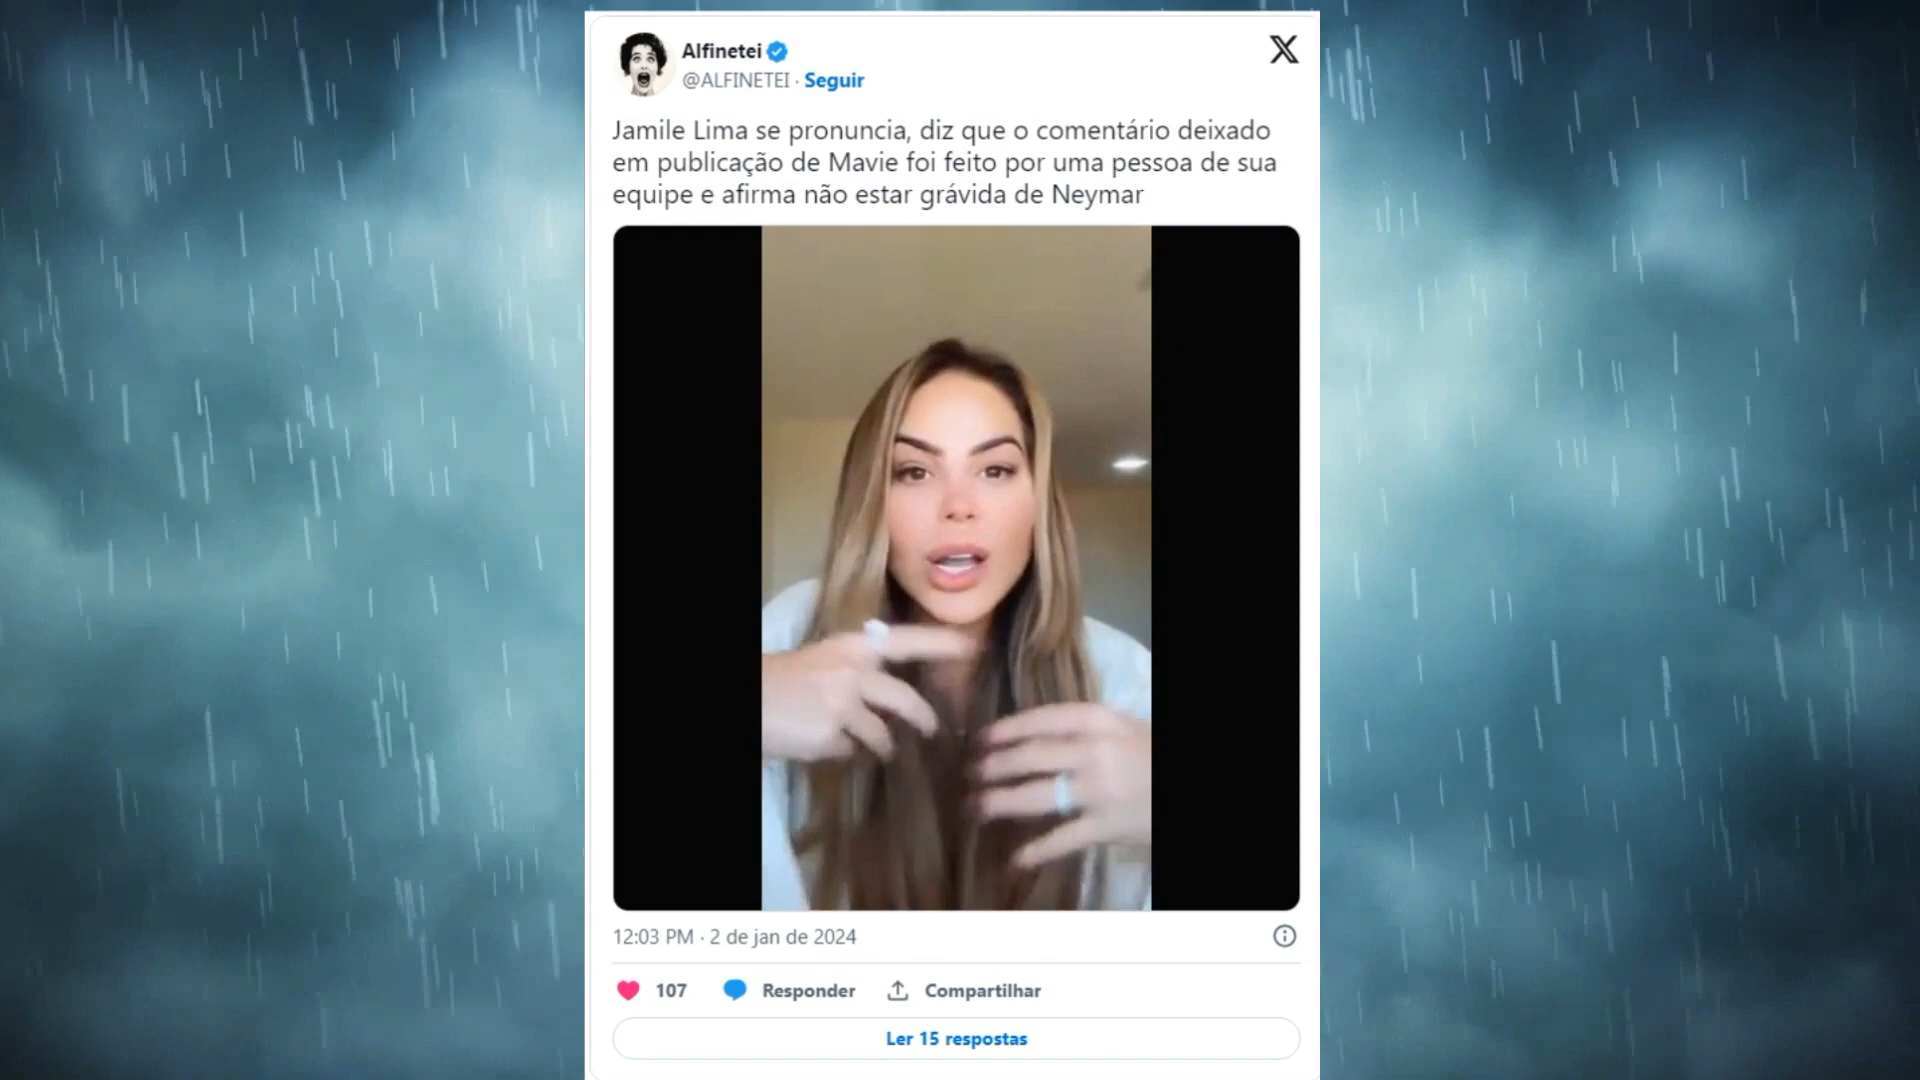 Alfinetei
@ALFINETEI · Seguir
Jamile Lima se pronuncia, diz que o comentário deixado
em publicação de Mavie foi feito por uma pessoa de sua
equipe e afirma não estar grávida de Neymar
12:03 PM · 2 de jan de 2024
107 Responder Compartilhar
Ler 15 respostas